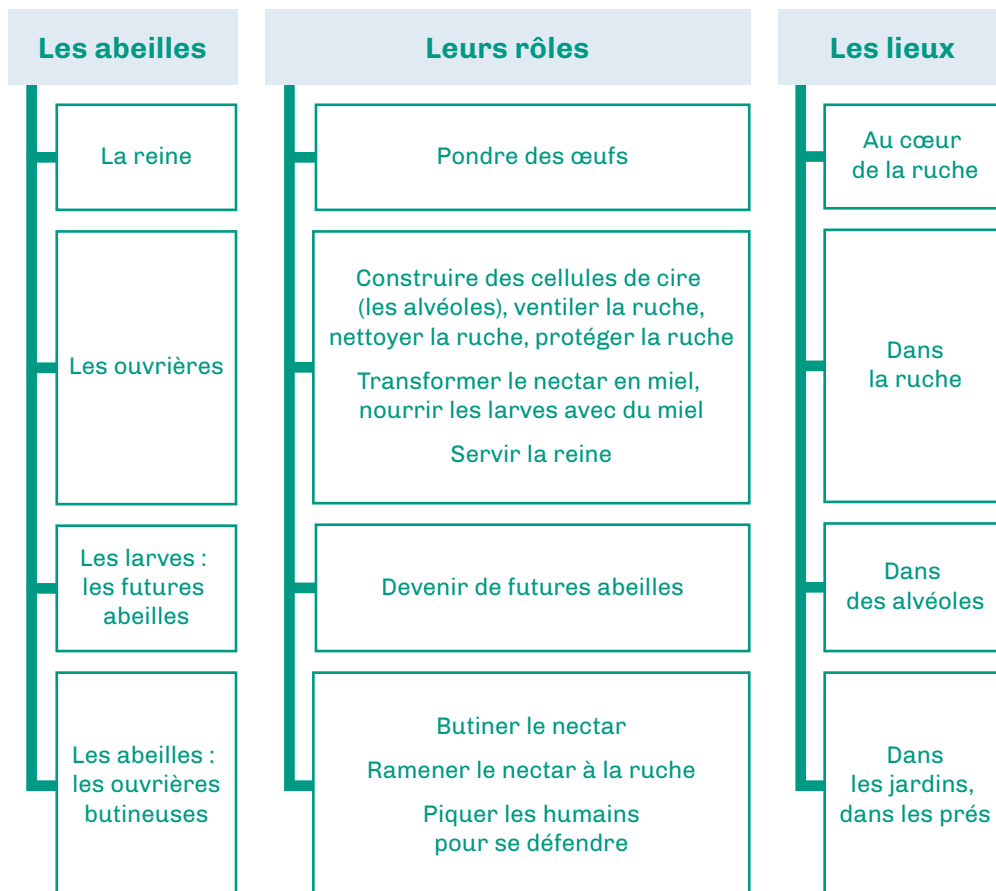 Les abeilles
Leurs rôles
Les lieux
La reine
Pondre des œufs
Au cœur
de la ruche
Les ouvrières
Construire des cellules de cire
(les alvéoles), ventiler la ruche,
nettoyer la ruche, protéger la ruche
Transformer le nectar en miel,
nourrir les larves avec du miel
Servir la reine
Dans
la ruche
Les larves :
les futures
abeilles
Devenir de futures abeilles
Dans
des alvéoles
Les abeilles :
les ouvrières
butineuses
Butiner le nectar
Ramener le nectar à la ruche
Piquer les humains
pour se défendre
Dans
les jardins,
dans les prés